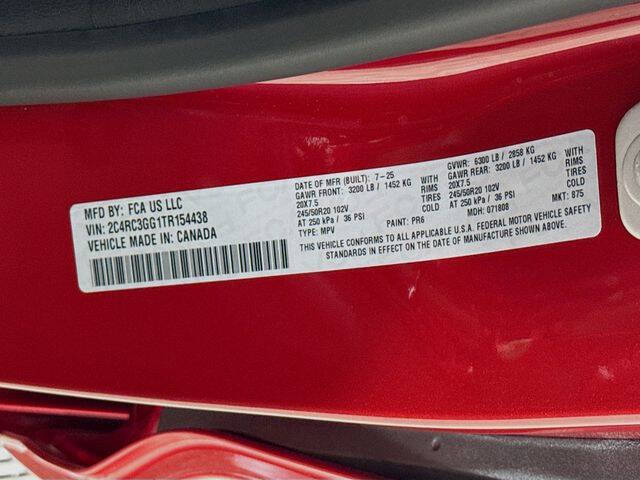 MFD BY: FCA US LLC
VIN: 2C4RC3GG1TR154438
VEHICLE MADE IN: CANADA
DATE OF MFR (BUILT): 7-25
GAWR FRONT: 3200 LB / 1452 KG WITH
20X7.5 RIMS
245/50R20 102V TIRES
AT 250 kPa / 36 PSI COLD
TYPE: MPV PAINT: PR6
GVWR: 6300 LB / 2858 KG
GAWR REAR: 3200 LB / 1452 KG WITH
20X7.5 RIMS
245/50R20 102V TIRES
AT 250 kPa / 36 PSI COLD
MDH: 071808 MKT: 875
THIS VEHICLE CONFORMS TO ALL APPLICABLE U.S.A. FEDERAL MOTOR VEHICLE SAFETY
STANDARDS IN EFFECT ON THE DATE OF MANUFACTURE SHOWN ABOVE.